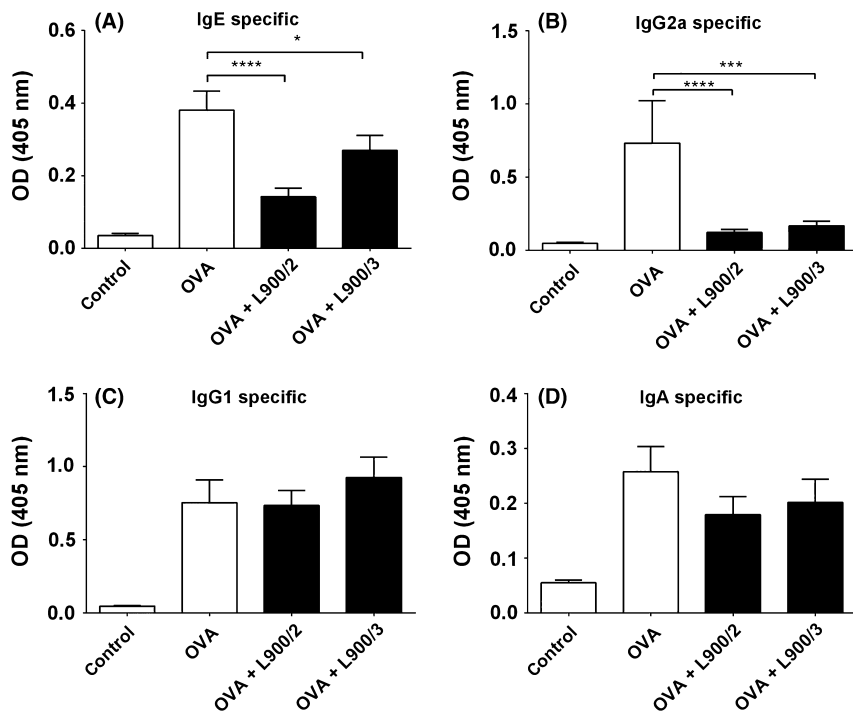 (A) IgE specific
OD (405 nm)
0.6
0.4
0.2
0.0
*
****
Control
OVA
OVA + L900/2
OVA + L900/3
(B) IgG2a specific
OD (405 nm)
1.5
1.0
0.5
0.0
***
****
Control
OVA
OVA + L900/2
OVA + L900/3
(C) IgG1 specific
OD (405 nm)
1.5
1.0
0.5
0.0
Control
OVA
OVA + L900/2
OVA + L900/3
(D) IgA specific
OD (405 nm)
0.4
0.3
0.2
0.1
0.0
Control
OVA
OVA + L900/2
OVA + L900/3